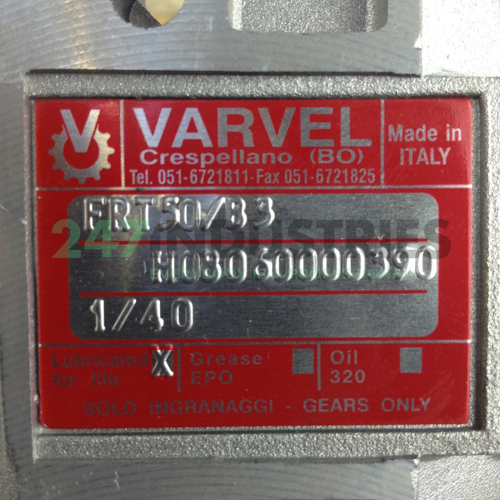 V VARVEL
Crespellano (BO)
Tel. 051-6721811-Fax 051-6721825
Made in
ITALY
FRT50/B3
247INDUSTRIES
H08060000390
1/40
Lubricated X
for life
Grease
EPO
Oil
320
SOLO INGRANAGGI - GEARS ONLY